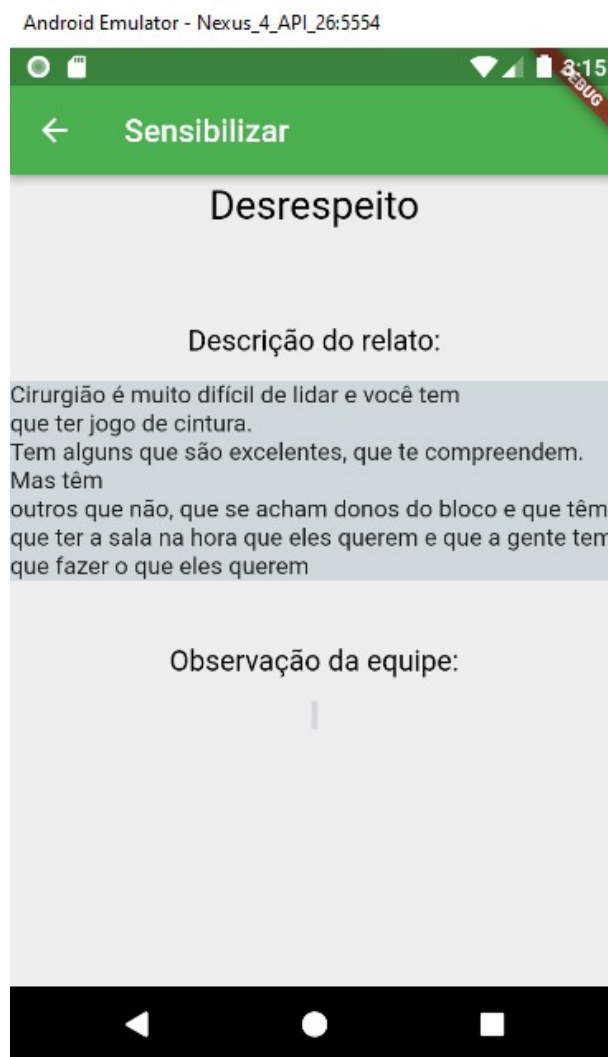 Android Emulator - Nexus_4_API_26:5554
3:15
DEBUG
Sensibilizar
Desrespeito
Descrição do relato:
Cirurgião é muito difícil de lidar e você tem
que ter jogo de cintura.
Tem alguns que são excelentes, que te compreendem.
Mas têm
outros que não, que se acham donos do bloco e que têm
que ter a sala na hora que eles querem e que a gente tem
que fazer o que eles querem
Observação da equipe: